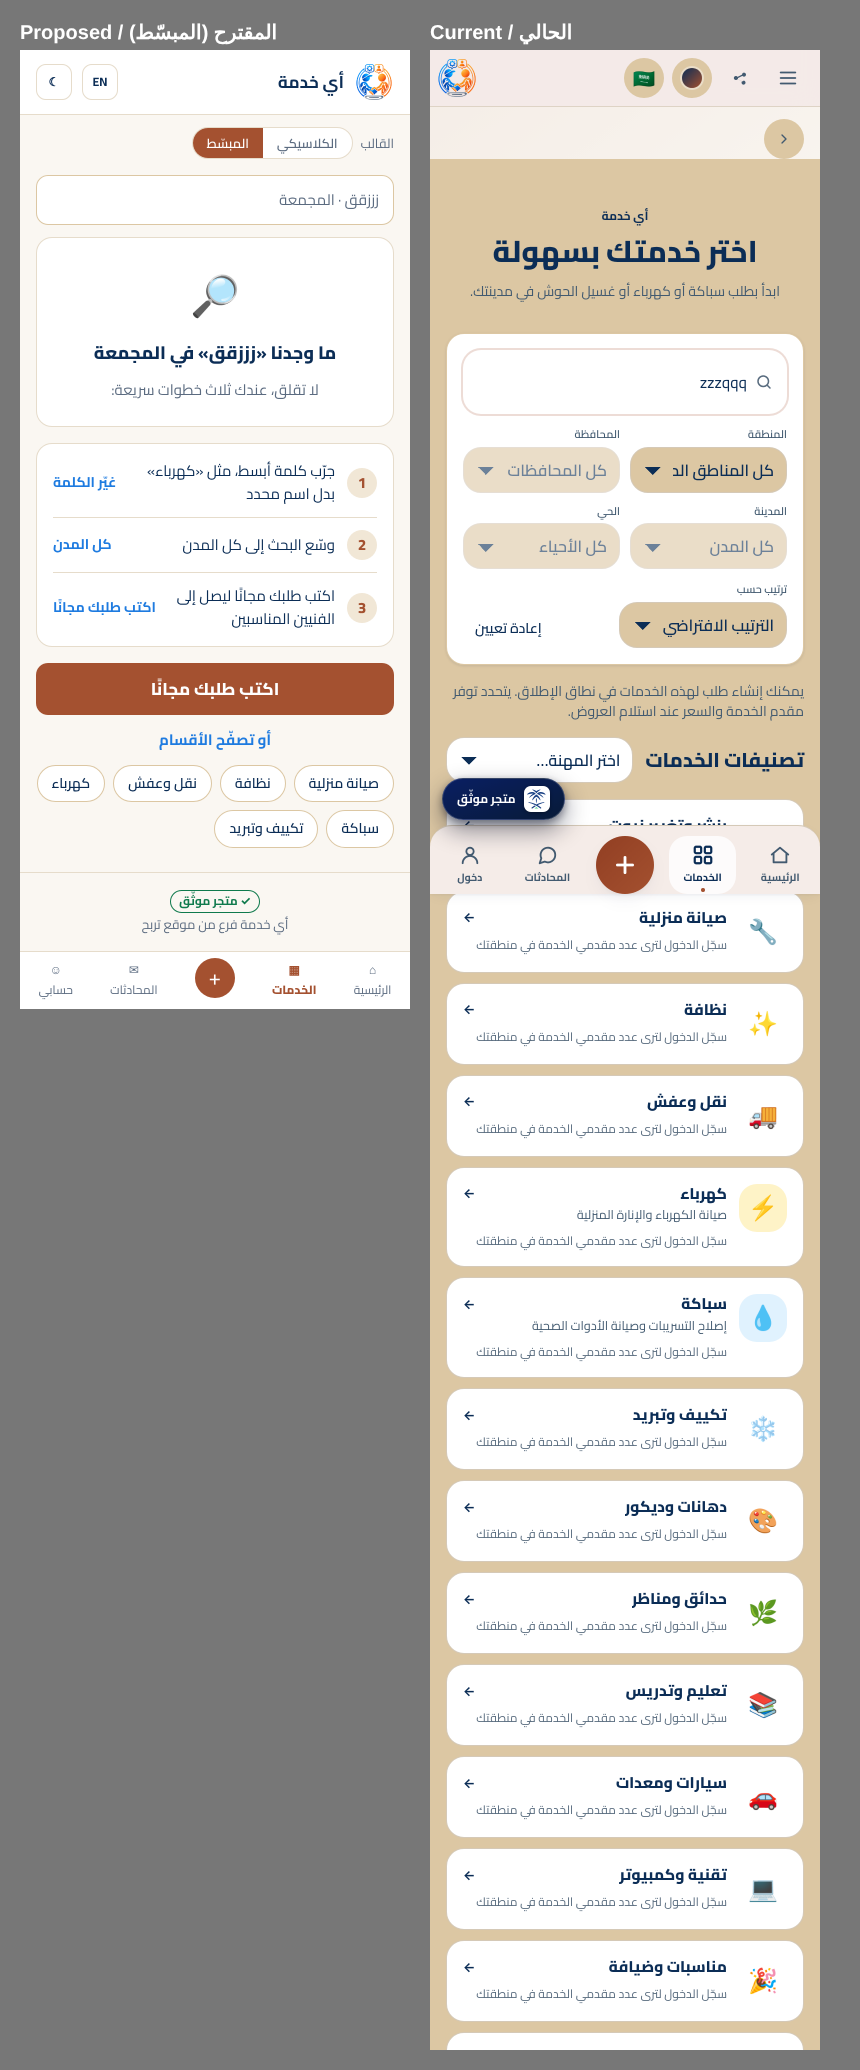 Proposed / المقترح (المبسّط)
أي خدمة
EN
القالب
الكلاسيكي
المبسّط
زززقق · المجمعة
ما وجدنا «زززقق» في المجمعة
لا تقلق، عندك ثلاث خطوات سريعة:
1
جرّب كلمة أبسط، مثل «كهرباء»
بدل اسم محدد
غيّر الكلمة
2
وسّع البحث إلى كل المدن
كل المدن
3
اكتب طلبك مجانًا ليصل إلى
الفنيين المناسبين
اكتب طلبك مجانًا
اكتب طلبك مجانًا
أو تصفّح الأقسام
صيانة منزلية
نظافة
نقل وعفش
كهرباء
سباكة
تكييف وتبريد
✓ متجر موثّق
أي خدمة فرع من موقع تربح
الرئيسية
الخدمات
+
المحادثات
حسابي
Current / الحالي
أي خدمة
اختر خدمتك بسهولة
ابدأ بطلب سباكة أو كهرباء أو غسيل الحوش في مدينتك.
zzzqqq
المنطقة
المحافظة
كل المناطق الد
كل المحافظات
المدينة
الحي
كل المدن
كل الأحياء
ترتيب حسب
الترتيب الافتراضي
إعادة تعيين
يمكنك إنشاء طلب لهذه الخدمات في نطاق الإطلاق. يتحدد توفر
مقدم الخدمة والسعر عند استلام العروض.
تصنيفات الخدمات
اختر المهنة...
متجر موثّق
الرئيسية
الخدمات
+
المحادثات
دخول
صيانة منزلية
سجّل الدخول لترى عدد مقدمي الخدمة في منطقتك
نظافة
سجّل الدخول لترى عدد مقدمي الخدمة في منطقتك
نقل وعفش
سجّل الدخول لترى عدد مقدمي الخدمة في منطقتك
كهرباء
صيانة الكهرباء والإنارة المنزلية
سجّل الدخول لترى عدد مقدمي الخدمة في منطقتك
سباكة
إصلاح التسريبات وصيانة الأدوات الصحية
سجّل الدخول لترى عدد مقدمي الخدمة في منطقتك
تكييف وتبريد
سجّل الدخول لترى عدد مقدمي الخدمة في منطقتك
دهانات وديكور
سجّل الدخول لترى عدد مقدمي الخدمة في منطقتك
حدائق ومناظر
سجّل الدخول لترى عدد مقدمي الخدمة في منطقتك
تعليم وتدريس
سجّل الدخول لترى عدد مقدمي الخدمة في منطقتك
سيارات ومعدات
سجّل الدخول لترى عدد مقدمي الخدمة في منطقتك
تقنية وكمبيوتر
سجّل الدخول لترى عدد مقدمي الخدمة في منطقتك
مناسبات وضيافة
سجّل الدخول لترى عدد مقدمي الخدمة في منطقتك